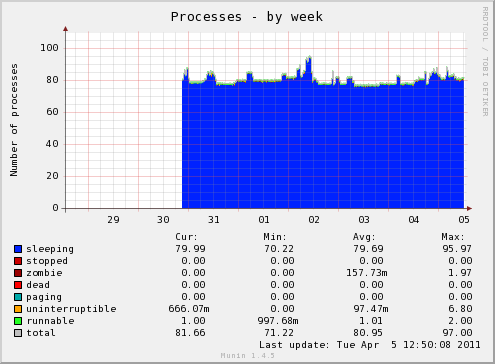 Processes - by week
RRDTOOL / TOBI OETIKER
Number of processes
100
80
60
40
20
0
29 30 31 01 02 03 04 05
Cur: Min: Avg: Max:
sleeping 79.99 70.22 79.69 95.97
stopped 0.00 0.00 0.00 0.00
zombie 0.00 0.00 157.73m 1.97
dead 0.00 0.00 0.00 0.00
paging 0.00 0.00 0.00 0.00
uninterruptible 666.07m 0.00 97.47m 6.80
runnable 1.00 997.68m 1.01 2.00
total 81.66 71.22 80.95 97.00
Last update: Tue Apr 5 12:50:08 2011
Munin 1.4.5